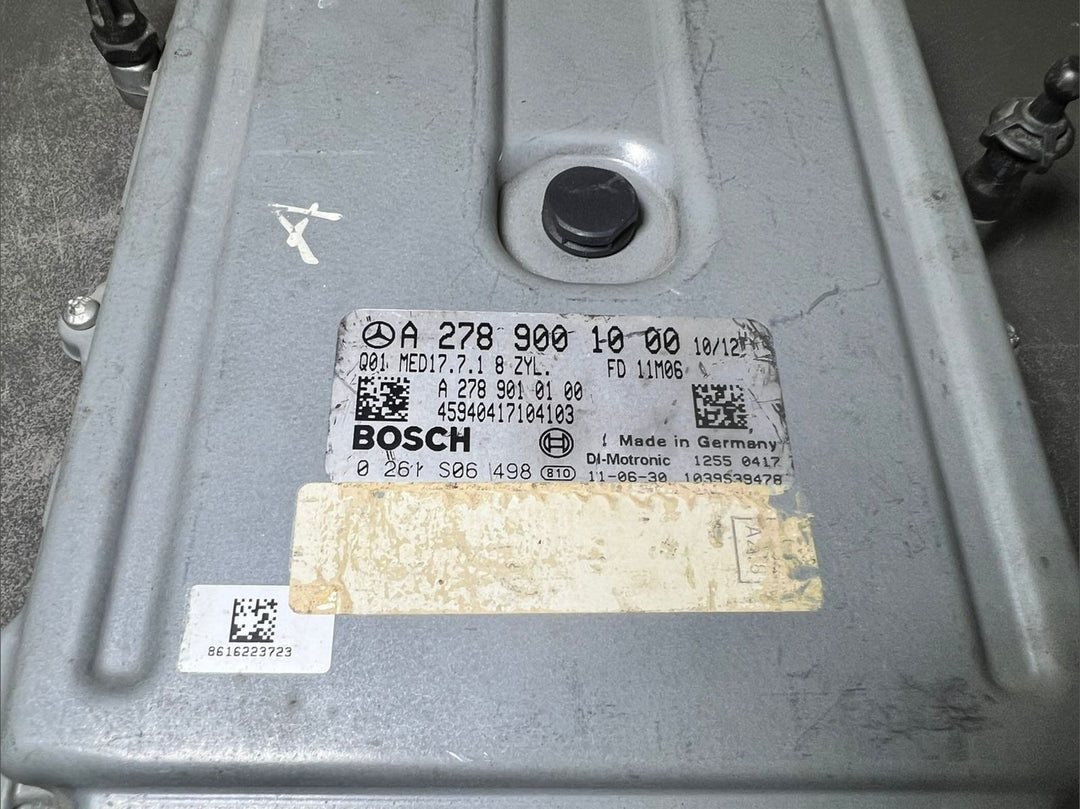 A
A 278 900 10 00 10/12
Q01 MED17.7.1 8 ZYL. FD 11M06
A 278 901 01 00
45940417104103
BOSCH Made in Germany
DI-Motronic 1255 0417
0 261 S06 498 810 11-06-30 1039S39478
8616223723